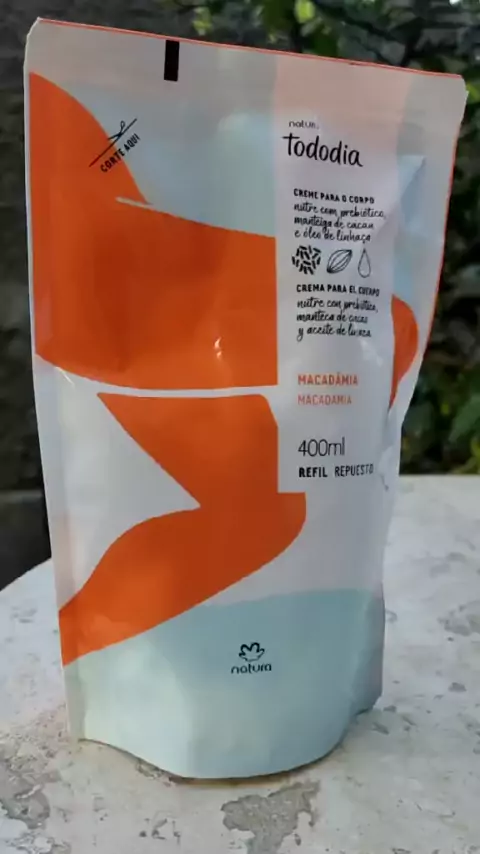 CORTE AQUI
natura
tododia
CREME PARA O CORPO
nutre com prebiótico,
manteiga de cacau
e óleo de linhaça
CREMA PARA EL CUERPO
nutre con prebiótico,
manteca de cacao
y aceite de linaza
MACADÂMIA
MACADAMIA
400ml
REFIL REPUESTO
natura